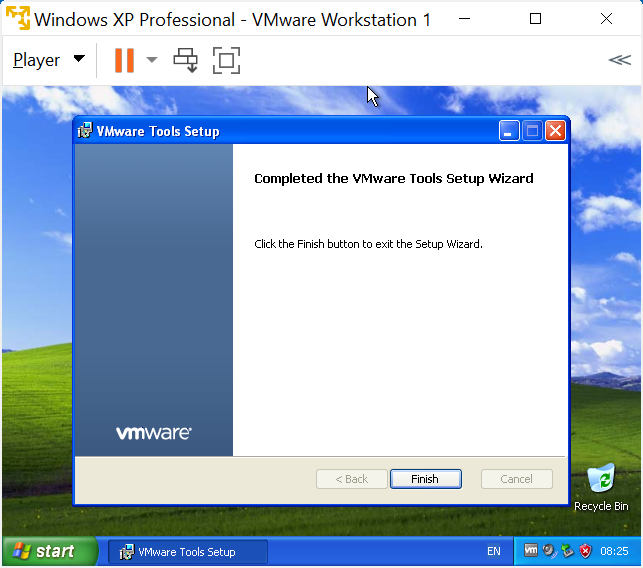 Windows XP Professional - VMware Workstation 1
Player
VMware Tools Setup
Completed the VMware Tools Setup Wizard
Click the Finish button to exit the Setup Wizard.
vmware
< Back
Finish
Cancel
Recycle Bin
start
VMware Tools Setup
EN
vm
08:25